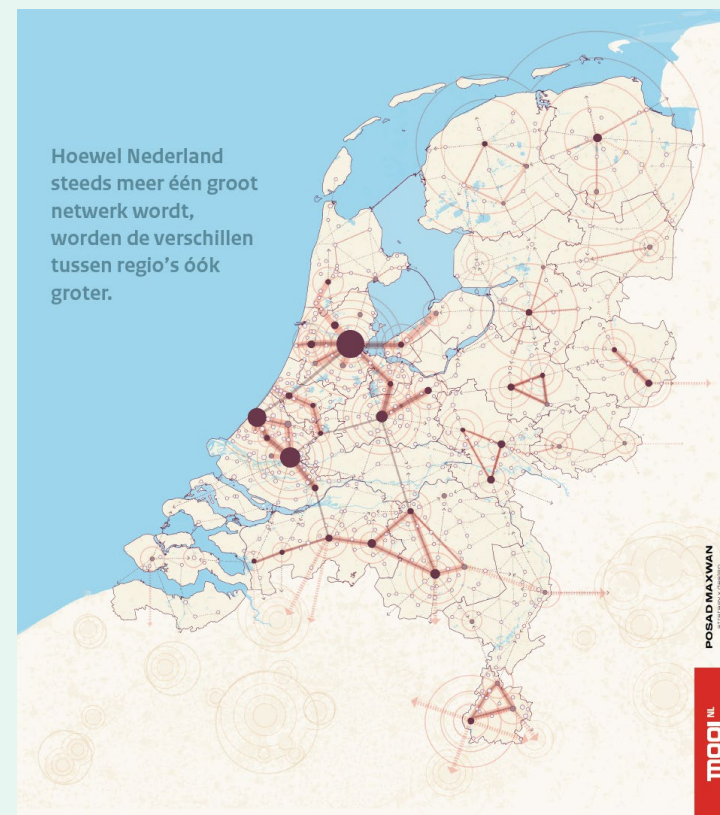 Hoewel Nederland
steeds meer één groot
netwerk wordt,
worden de verschillen
tussen regio's óók
groter.
POSAD MAXWAN
MOOI NL